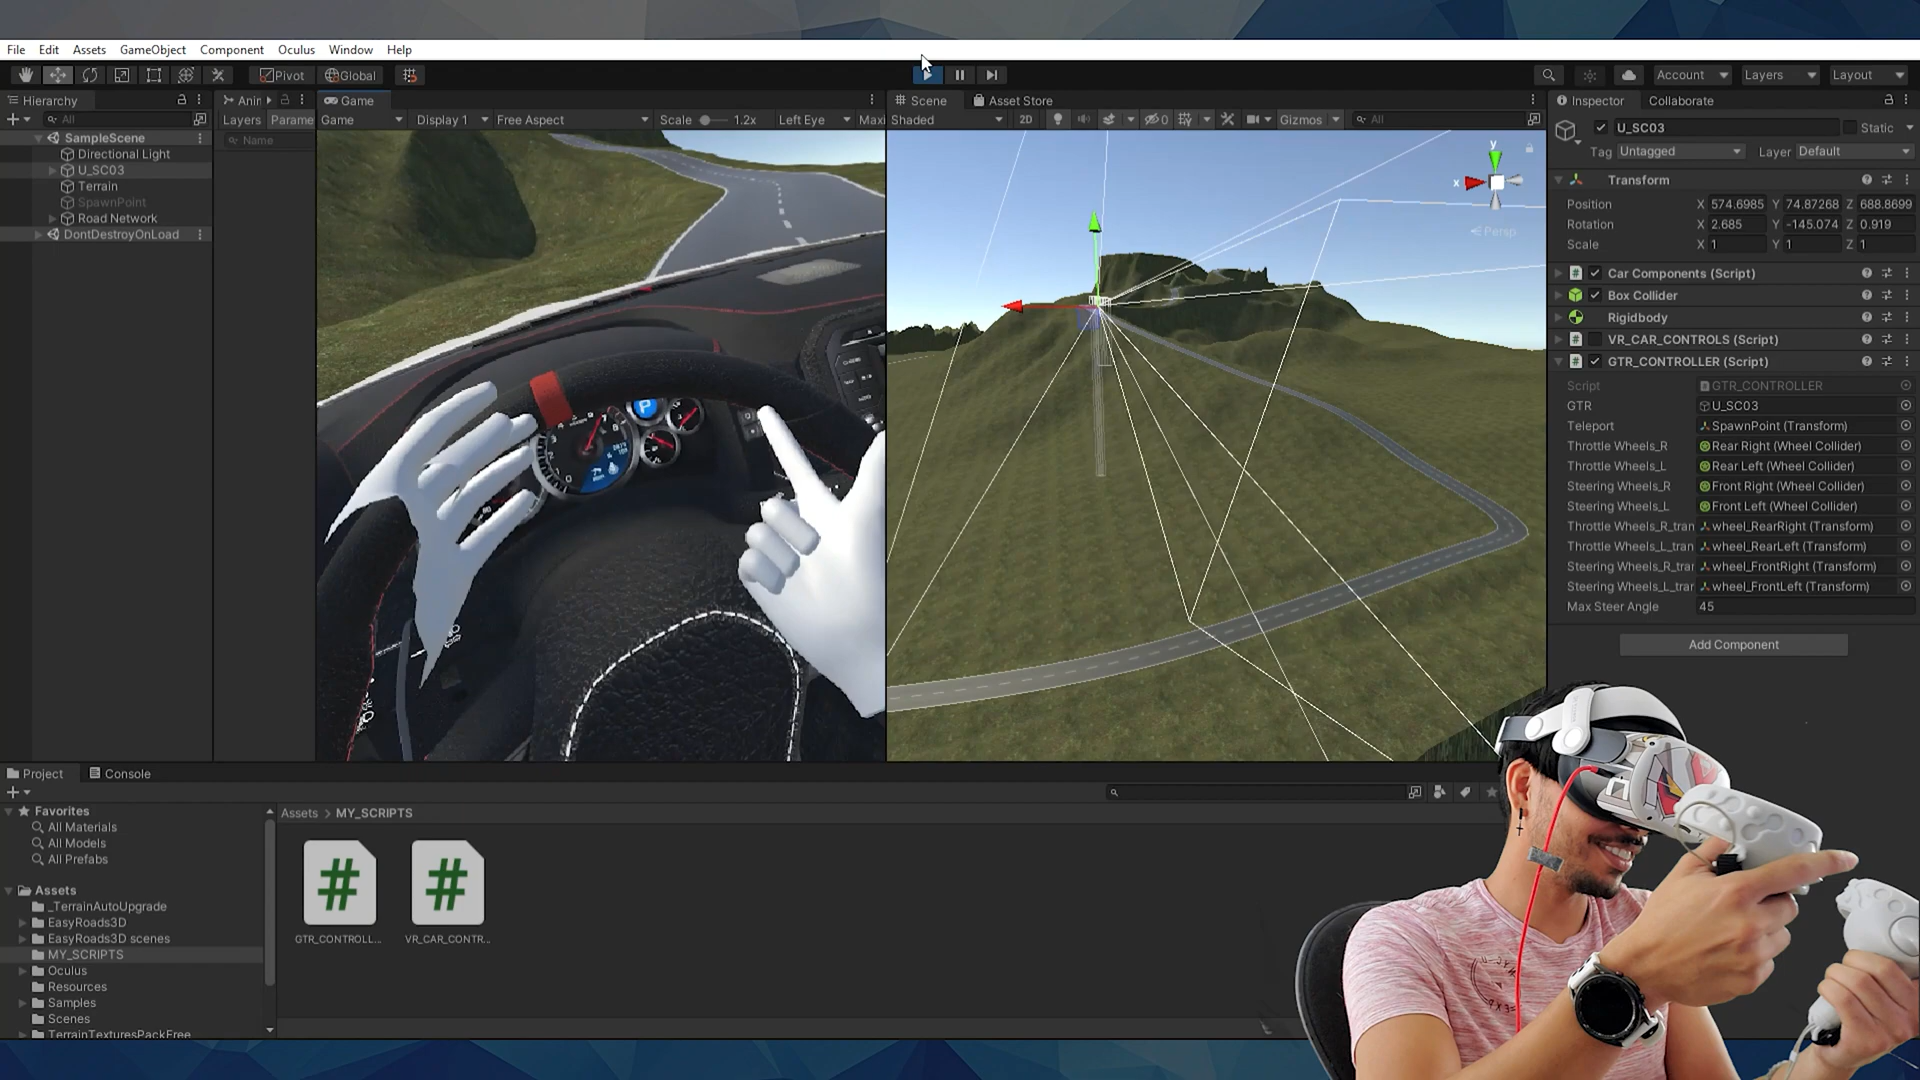 File Edit Assets GameObject Component Oculus Window Help
Pivot Global
Account Layers Layout
Hierarchy
All
SampleScene
Directional Light
U_SC03
Terrain
SpawnPoint
Road Network
DontDestroyOnLoad
Anir
Layers Parame
Name
Game
Game Display 1 Free Aspect Scale 1.2x Left Eye Maxi
Scene Asset Store
Shaded 2D 0 Gizmos All
y
x
Persp
Inspector Collaborate
U_SC03 Static
Tag Untagged Layer Default
Transform
Position X 574.6985 Y 74.87268 Z 688.8699
Rotation X 2.685 Y -145.074 Z 0.919
Scale X 1 Y 1 Z 1
Car Components (Script)
Box Collider
Rigidbody
VR_CAR_CONTROLS (Script)
GTR_CONTROLLER (Script)
Script GTR_CONTROLLER
GTR U_SC03
Teleport SpawnPoint (Transform)
Throttle Wheels_R Rear Right (Wheel Collider)
Throttle Wheels_L Rear Left (Wheel Collider)
Steering Wheels_R Front Right (Wheel Collider)
Steering Wheels_L Front Left (Wheel Collider)
Throttle Wheels_R_tran wheel_RearRight (Transform)
Throttle Wheels_L_tran wheel_RearLeft (Transform)
Steering Wheels_R_tran wheel_FrontRight (Transform)
Steering Wheels_L_tran wheel_FrontLeft (Transform)
Max Steer Angle 45
Add Component
P
Project Console
Favorites
All Materials
All Models
All Prefabs
Assets
_TerrainAutoUpgrade
EasyRoads3D
EasyRoads3D scenes
MY_SCRIPTS
Oculus
Resources
Samples
Scenes
TerrainTexturesPackFree
Assets > MY_SCRIPTS
GTR_CONTROLL... VR_CAR_CONTR...